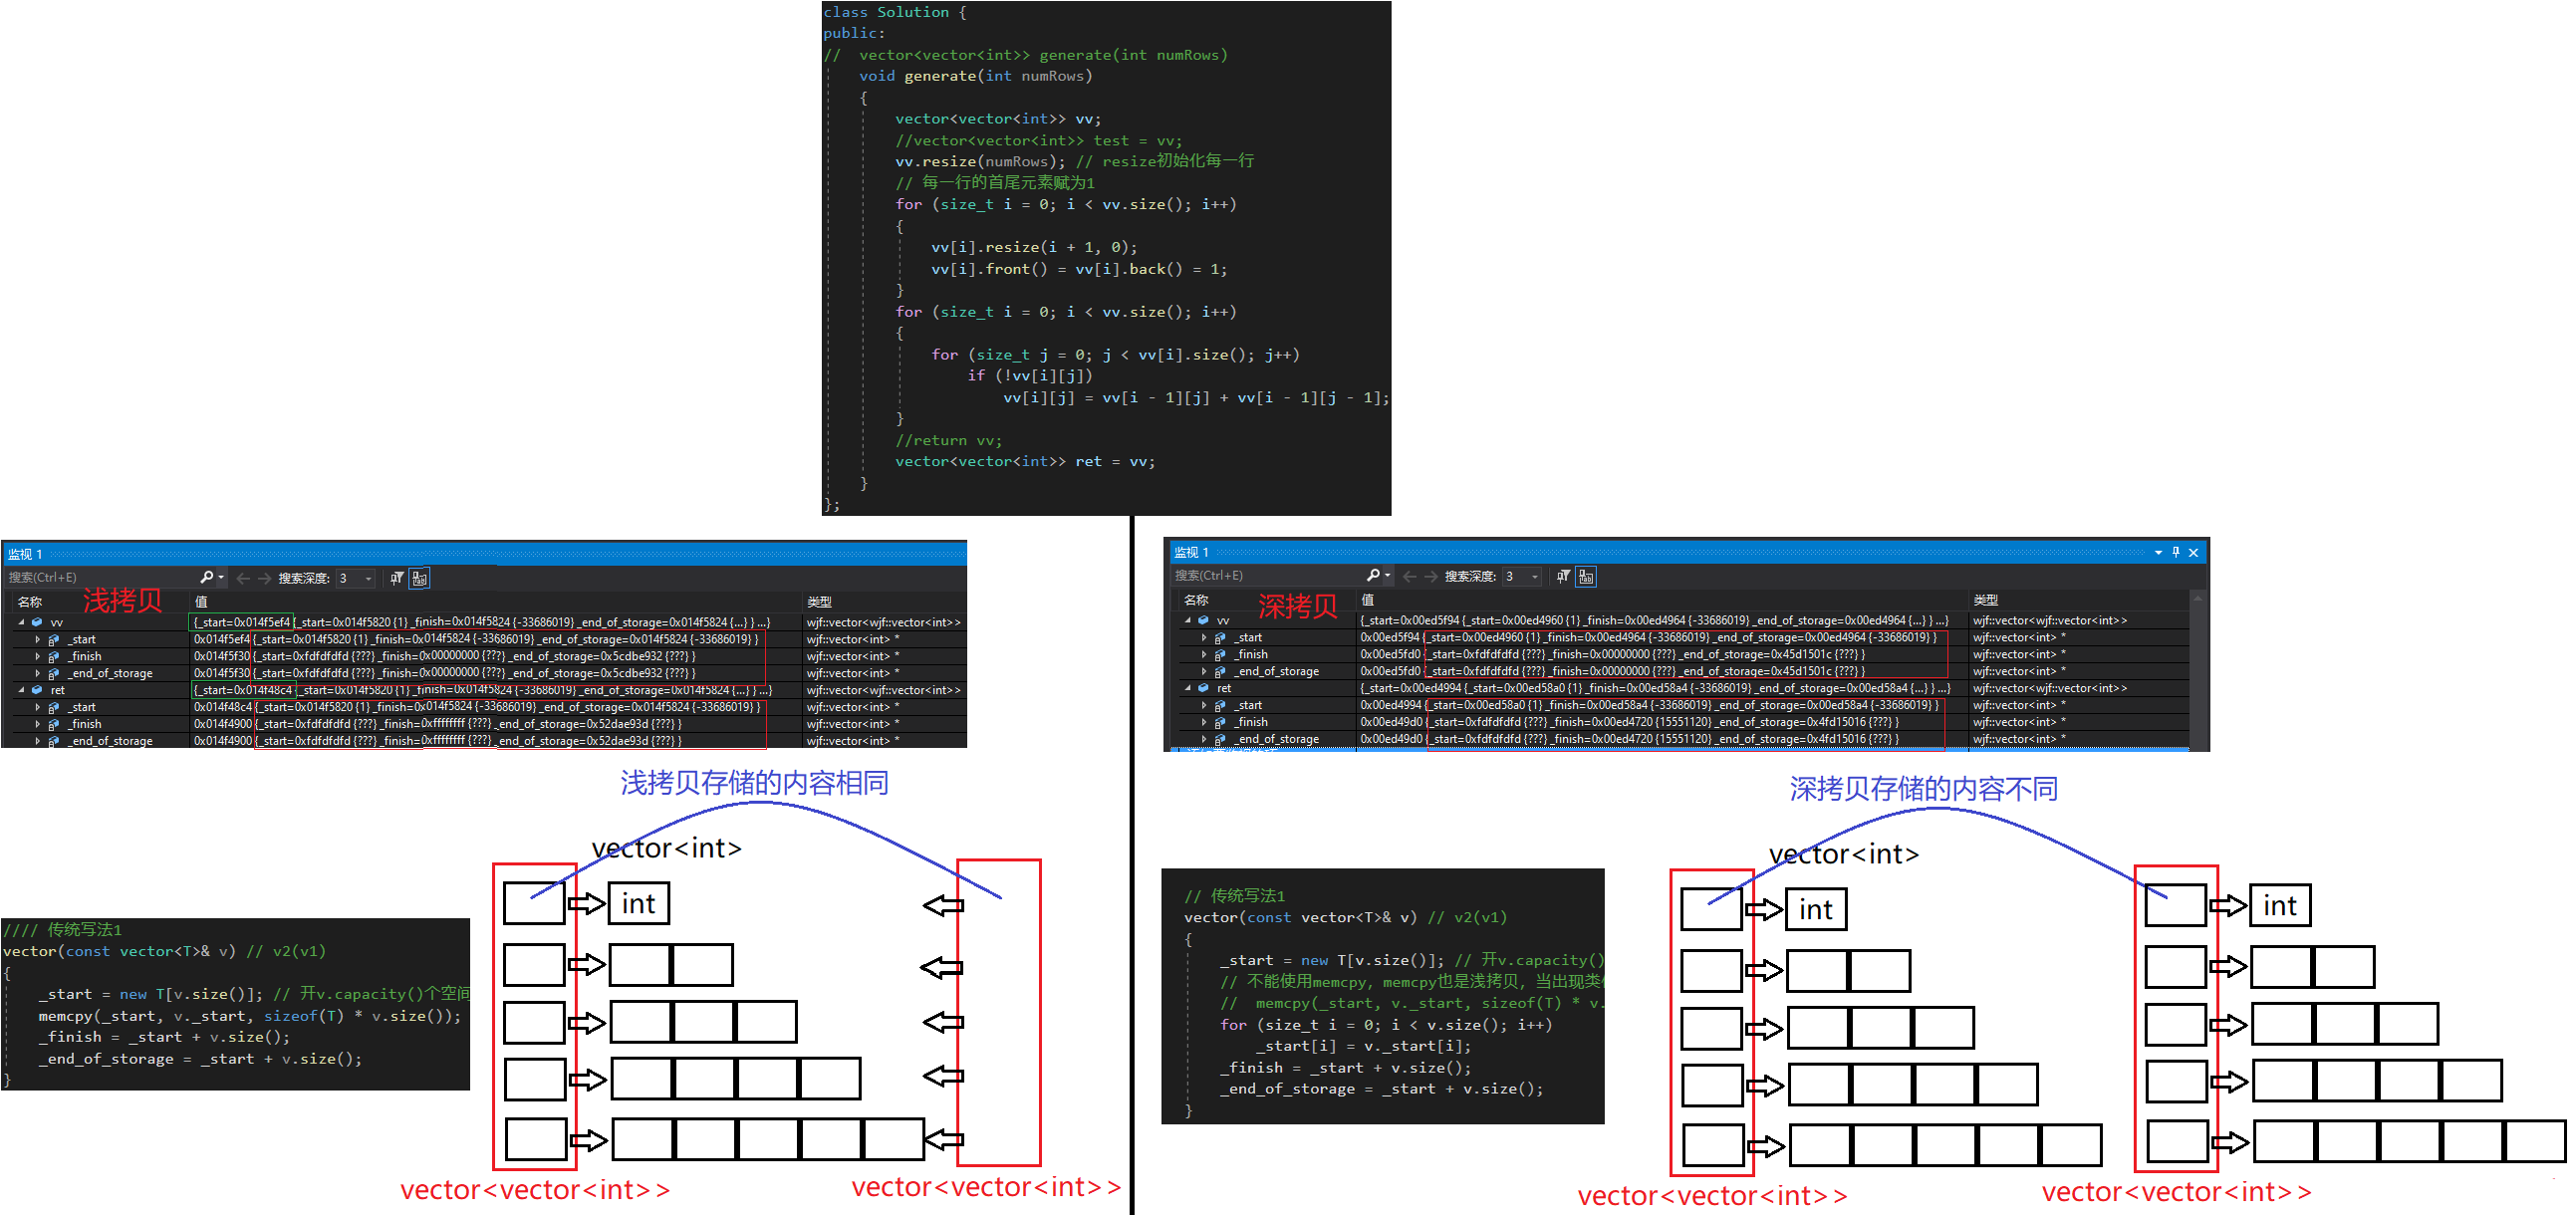 class Solution {
public:
//  vector<vector<int>> generate(int numRows)
    void generate(int numRows)
    {
        vector<vector<int>> vv;
        //vector<vector<int>> test = vv;
        vv.resize(numRows); // resize初始化每一行
        // 每一行的首尾元素赋为1
        for (size_t i = 0; i < vv.size(); i++)
        {
            vv[i].resize(i + 1, 0);
            vv[i].front() = vv[i].back() = 1;
        }
        for (size_t i = 0; i < vv.size(); i++)
        {
            for (size_t j = 0; j < vv[i].size(); j++)
                if (!vv[i][j])
                    vv[i][j] = vv[i - 1][j] + vv[i - 1][j - 1];
        }
        //return vv;
        vector<vector<int>> ret = vv;
    }
};
监视 1
搜索(Ctrl+E) 搜索深度: 3
浅拷贝
名称 值 类型
vv {_start=0x014f5ef4 {_start=0x014f5820 {1} _finish=0x014f5824 {-33686019} _end_of_storage=0x014f5824 {...} } ...} wjf::vector<wjf::vector<int>>
_start 0x014f5ef4 {_start=0x014f5820 {1} _finish=0x014f5824 {-33686019} _end_of_storage=0x014f5824 {-33686019} } wjf::vector<int> *
_finish 0x014f5f30 {_start=0xfdfdfdfd {???} _finish=0x00000000 {???} _end_of_storage=0x5cdbe932 {???} } wjf::vector<int> *
_end_of_storage 0x014f5f30 {_start=0xfdfdfdfd {???} _finish=0x00000000 {???} _end_of_storage=0x5cdbe932 {???} } wjf::vector<int> *
ret {_start=0x014f48c4 {_start=0x014f5820 {1} _finish=0x014f5824 {-33686019} _end_of_storage=0x014f5824 {...} } ...} wjf::vector<wjf::vector<int>>
_start 0x014f48c4 {_start=0x014f5820 {1} _finish=0x014f5824 {-33686019} _end_of_storage=0x014f5824 {-33686019} } wjf::vector<int> *
_finish 0x014f4900 {_start=0xfdfdfdfd {???} _finish=0xffffffff {???} _end_of_storage=0x52dae93d {???} } wjf::vector<int> *
_end_of_storage 0x014f4900 {_start=0xfdfdfdfd {???} _finish=0xffffffff {???} _end_of_storage=0x52dae93d {???} } wjf::vector<int> *
浅拷贝存储的内容相同
vector<int>
int
//// 传统写法1
vector(const vector<T>& v) // v2(v1)
{
    _start = new T[v.size()]; // 开v.capacity()个空间
    memcpy(_start, v._start, sizeof(T) * v.size());
    _finish = _start + v.size();
    _end_of_storage = _start + v.size();
}
vector<vector<int>>
vector<vector<int>>
监视 1
搜索(Ctrl+E) 搜索深度: 3
深拷贝
名称 值 类型
vv {_start=0x00ed5f94 {_start=0x00ed4960 {1} _finish=0x00ed4964 {-33686019} _end_of_storage=0x00ed4964 {...} } ...} wjf::vector<wjf::vector<int>>
_start 0x00ed5f94 {_start=0x00ed4960 {1} _finish=0x00ed4964 {-33686019} _end_of_storage=0x00ed4964 {-33686019} } wjf::vector<int> *
_finish 0x00ed5fd0 {_start=0xfdfdfdfd {???} _finish=0x00000000 {???} _end_of_storage=0x45d1501c {???} } wjf::vector<int> *
_end_of_storage 0x00ed5fd0 {_start=0xfdfdfdfd {???} _finish=0x00000000 {???} _end_of_storage=0x45d1501c {???} } wjf::vector<int> *
ret {_start=0x00ed4994 {_start=0x00ed58a0 {1} _finish=0x00ed58a4 {-33686019} _end_of_storage=0x00ed58a4 {...} } ...} wjf::vector<wjf::vector<int>>
_start 0x00ed4994 {_start=0x00ed58a0 {1} _finish=0x00ed58a4 {-33686019} _end_of_storage=0x00ed58a4 {-33686019} } wjf::vector<int> *
_finish 0x00ed49d0 {_start=0xfdfdfdfd {???} _finish=0x00ed4720 {15551120} _end_of_storage=0x4fd15016 {???} } wjf::vector<int> *
_end_of_storage 0x00ed49d0 {_start=0xfdfdfdfd {???} _finish=0x00ed4720 {15551120} _end_of_storage=0x4fd15016 {???} } wjf::vector<int> *
深拷贝存储的内容不同
vector<int>
int
int
// 传统写法1
vector(const vector<T>& v) // v2(v1)
{
    _start = new T[v.size()]; // 开v.capacity()
    // 不能使用memcpy, memcpy也是浅拷贝, 当出现类
    //  memcpy(_start, v._start, sizeof(T) * v.
    for (size_t i = 0; i < v.size(); i++)
        _start[i] = v._start[i];
    _finish = _start + v.size();
    _end_of_storage = _start + v.size();
}
vector<vector<int>>
vector<vector<int>>